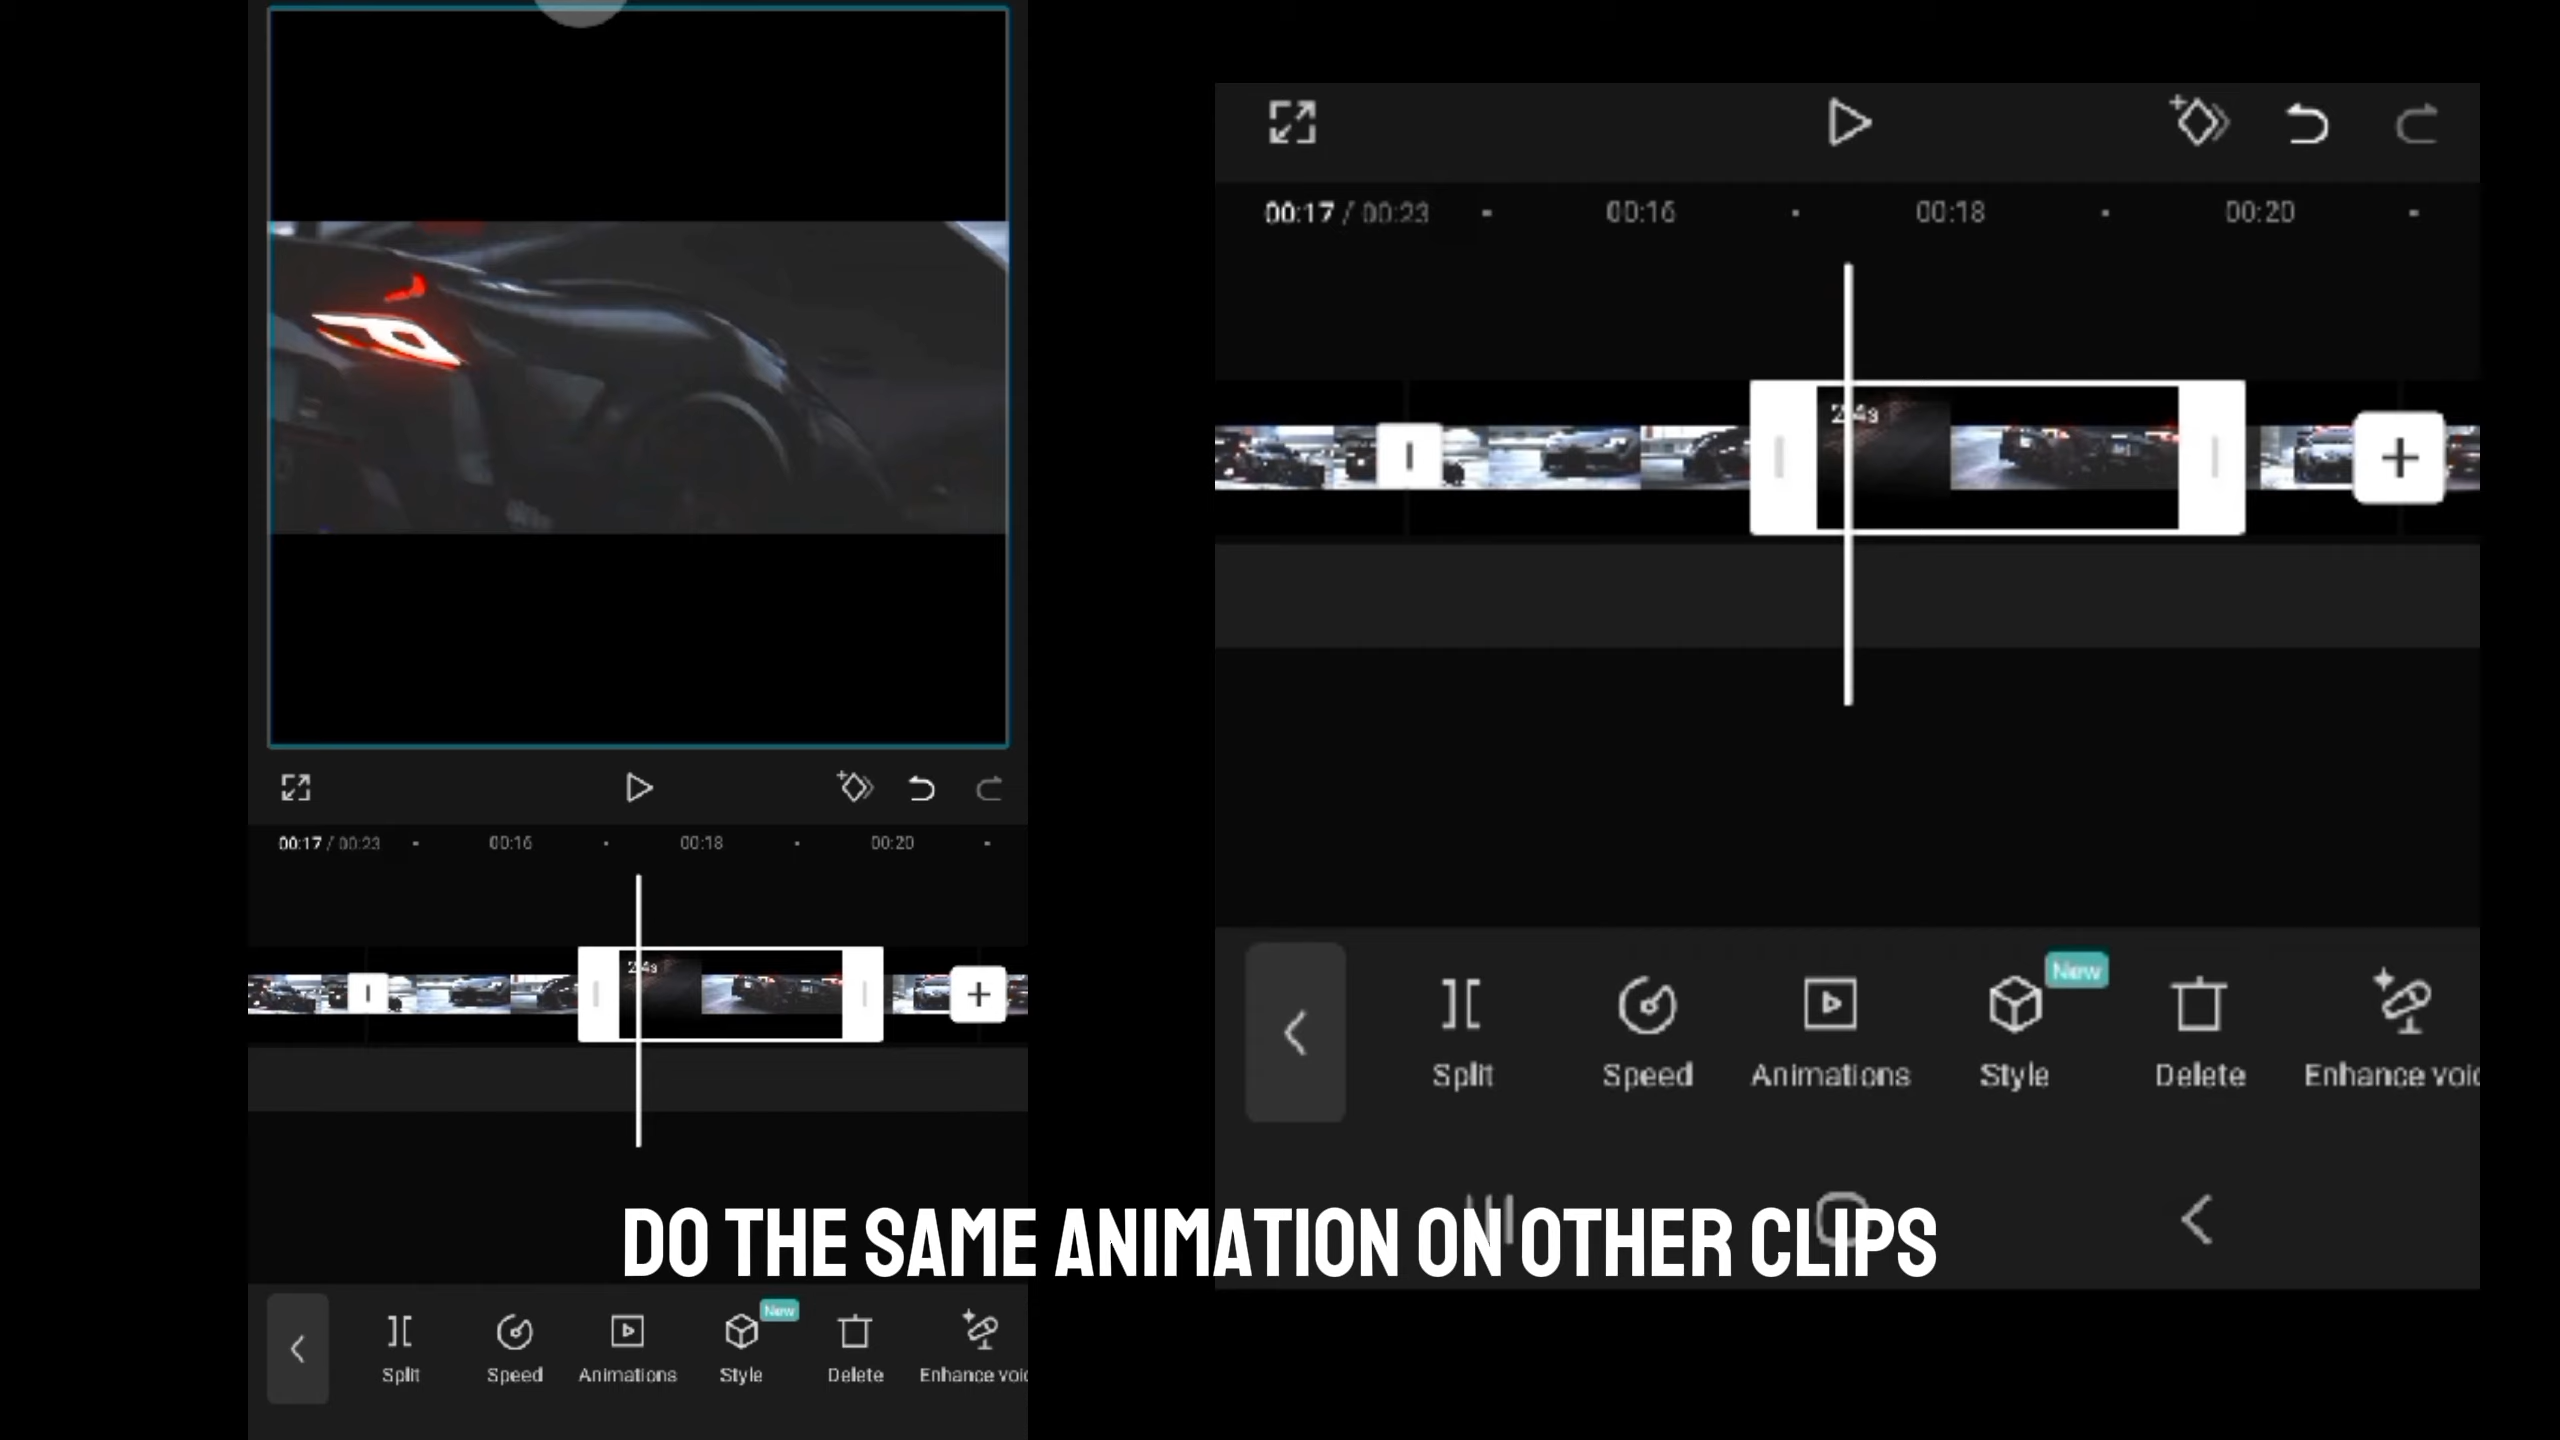 00:17 / 00:23 00:16 00:18 00:20
New
Split Speed Animations Style Delete Enhance voic
00:17 / 00:23 00:16 00:18 00:20
New
Split Speed Animations Style Delete Enhance voic
DO THE SAME ANIMATION ON OTHER CLIPS